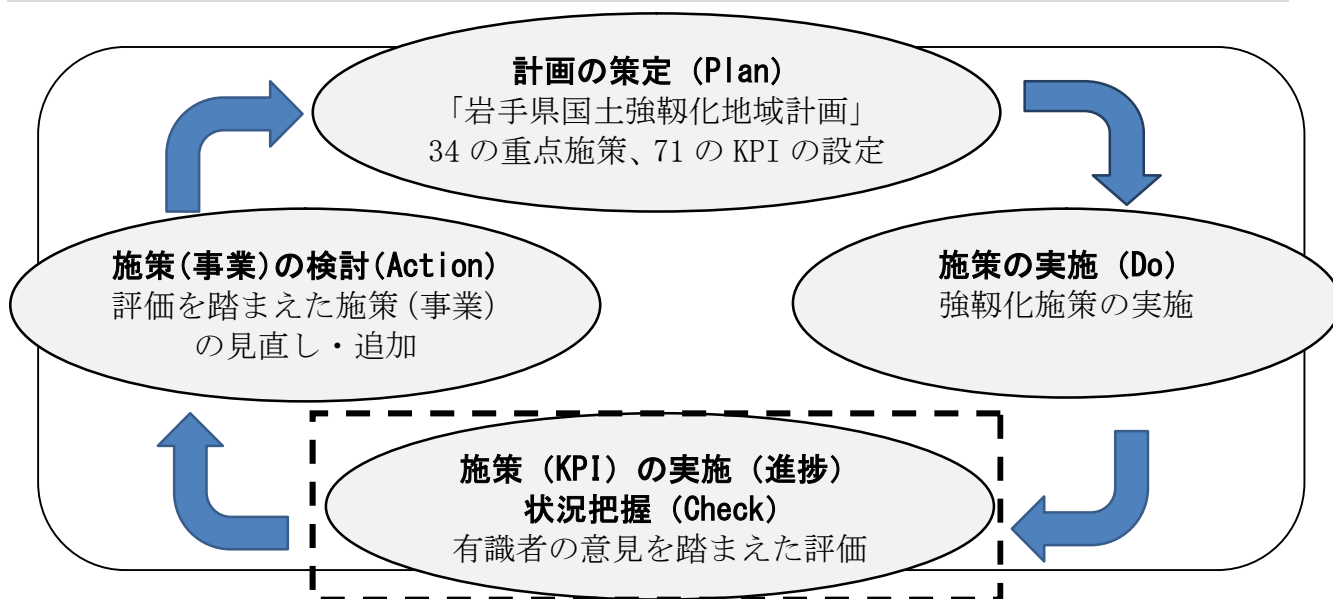 計画の策定（Plan）
「岩手県国土強靱化地域計画」
34 の重点施策、71 の KPI の設定
施策(事業)の検討(Action)
評価を踏まえた施策(事業)
の見直し・追加
施策の実施（Do）
強靱化施策の実施
施策（KPI）の実施（進捗）
状況把握（Check）
有識者の意見を踏まえた評価